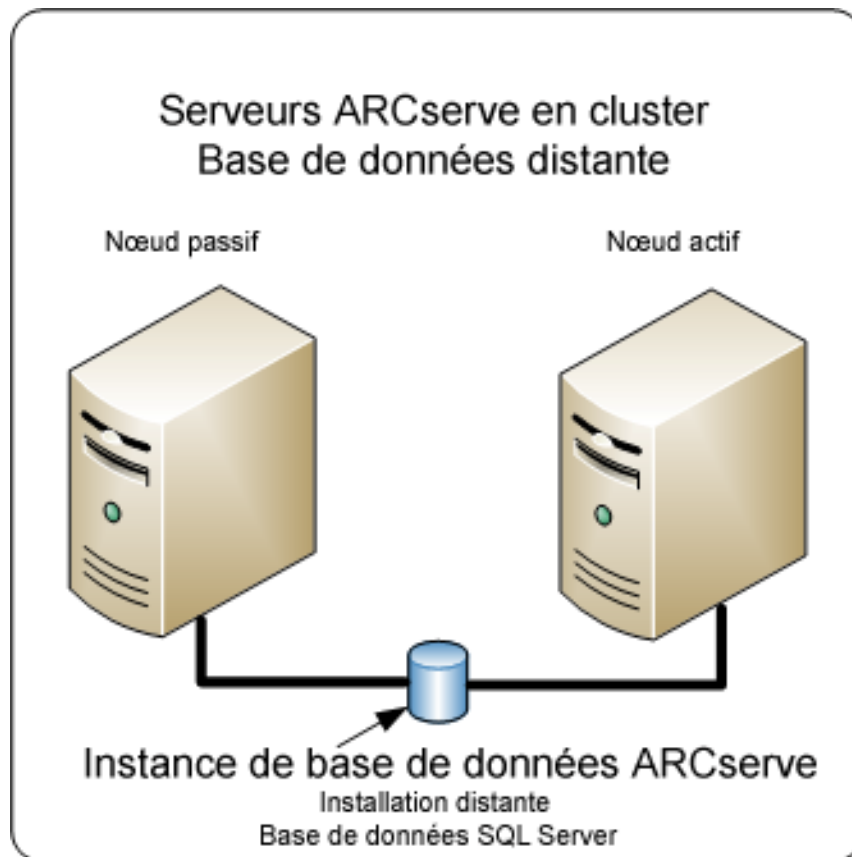 Serveurs ARCserve en cluster
Base de données distante
Nœud passif
Nœud actif
Instance de base de données ARCserve
Installation distante
Base de données SQL Server